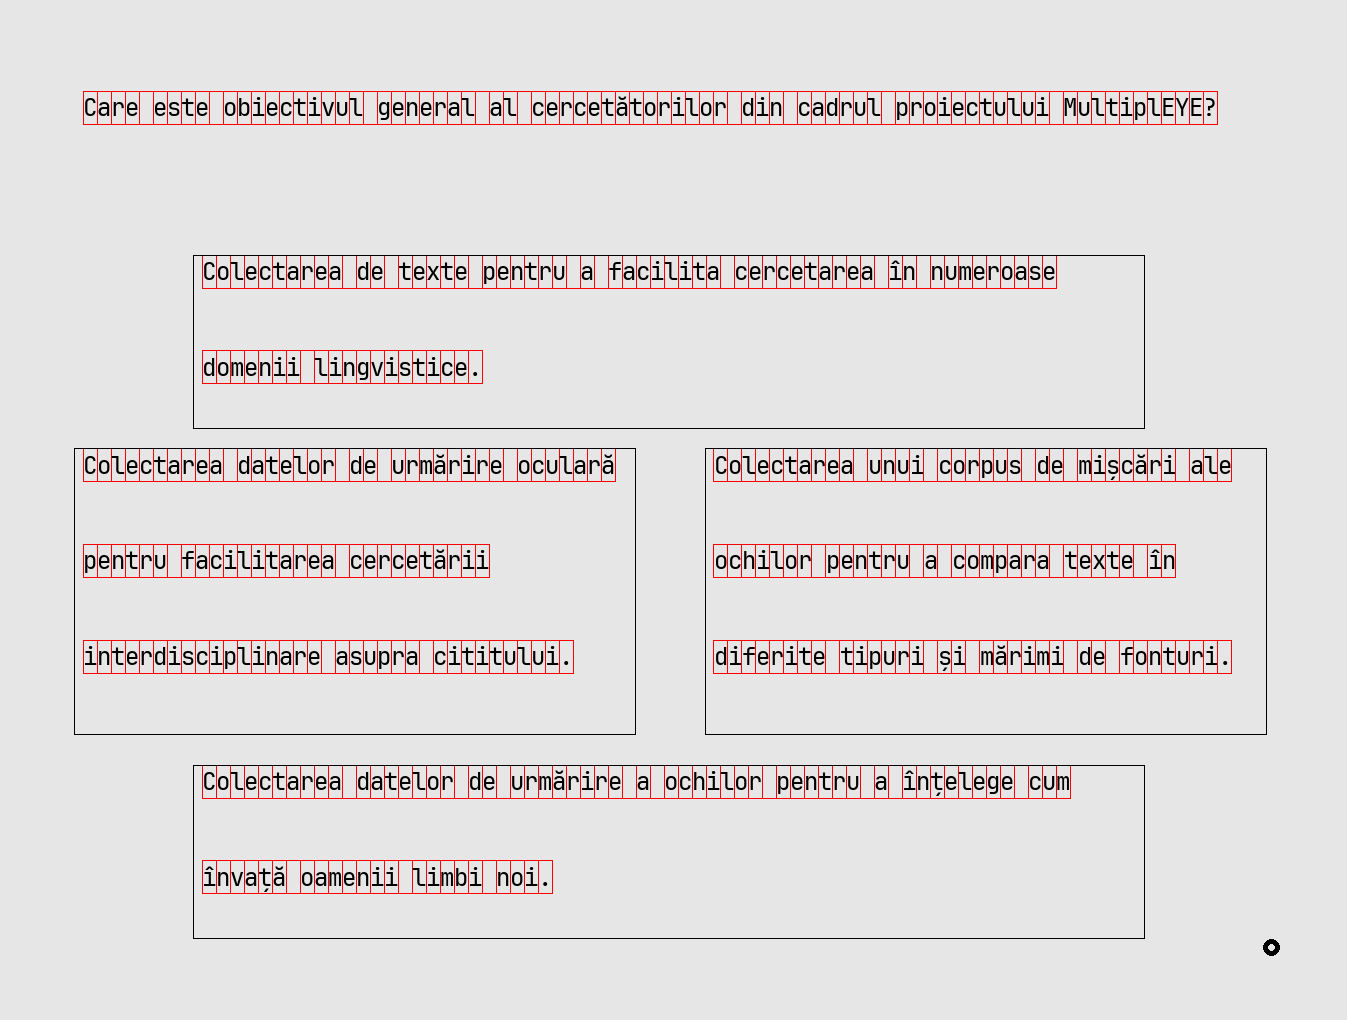 Care este obiectivul general al cercetătorilor din cadrul proiectului MultiplEYE?
Colectarea de texte pentru a facilita cercetarea în numeroase
domenii lingvistice.
Colectarea datelor de urmărire oculară
pentru facilitarea cercetării
interdisciplinare asupra cititului.
Colectarea unui corpus de mișcări ale
ochilor pentru a compara texte în
diferite tipuri și mărimi de fonturi.
Colectarea datelor de urmărire a ochilor pentru a înțelege cum
învață oamenii limbi noi.